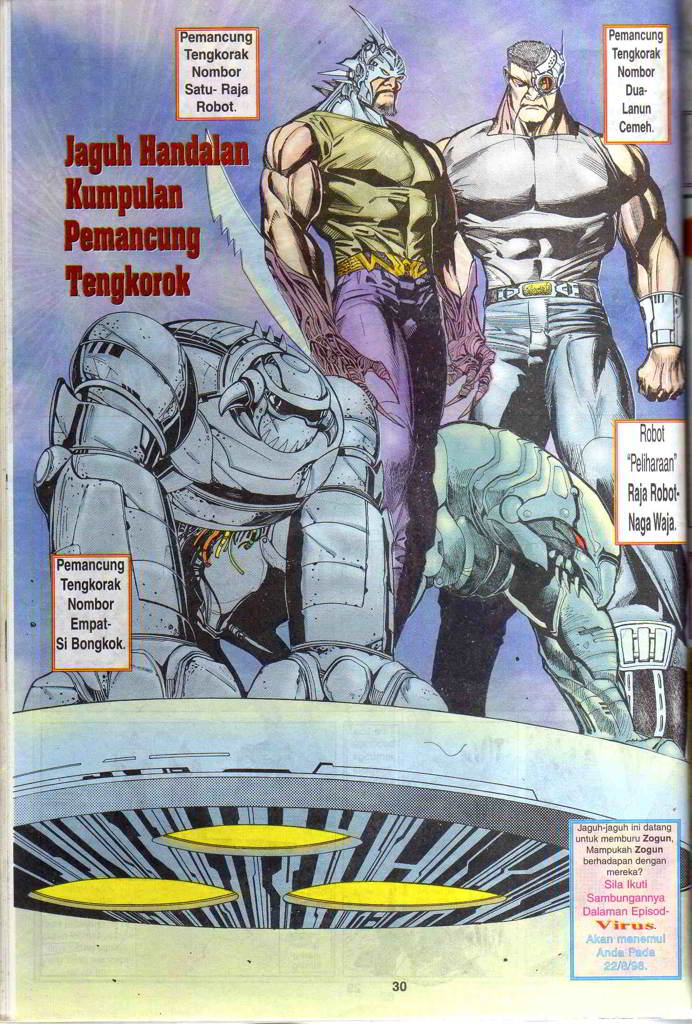 Pemancung
Tengkorak
Nombor
Satu- Raja
Robot.
Pemancung
Tengkorak
Nombor
Dua-
Lanun
Cemeh.
Jaguh Handalan
Kumpulan
Pemancung
Tengkorok
Robot
"Peliharaan"
Raja Robot-
Naga Waja.
Pemancung
Tengkorak
Nombor
Empat-
Si Bongkok.
Jaguh-jaguh ini datang
untuk memburu Zogun,
Mampukah Zogun
berhadapan dengan
mereka?
Sila Ikuti
Sambungannya
Dalaman Episod-
Virus.
Akan menemui
Anda Pada
22/8/98.
30